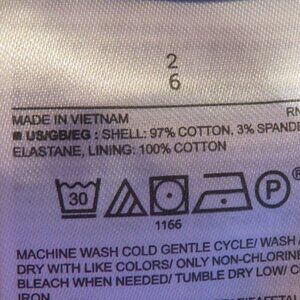 2
6
MADE IN VIETNAM RN
■ US/GB/EG : SHELL: 97% COTTON, 3% SPANDE
ELASTANE, LINING: 100% COTTON
30 P
1166
MACHINE WASH COLD GENTLE CYCLE/ WASH A
DRY WITH LIKE COLORS/ ONLY NON-CHLORINE
BLEACH WHEN NEEDED/ TUMBLE DRY LOW/ C
IRON